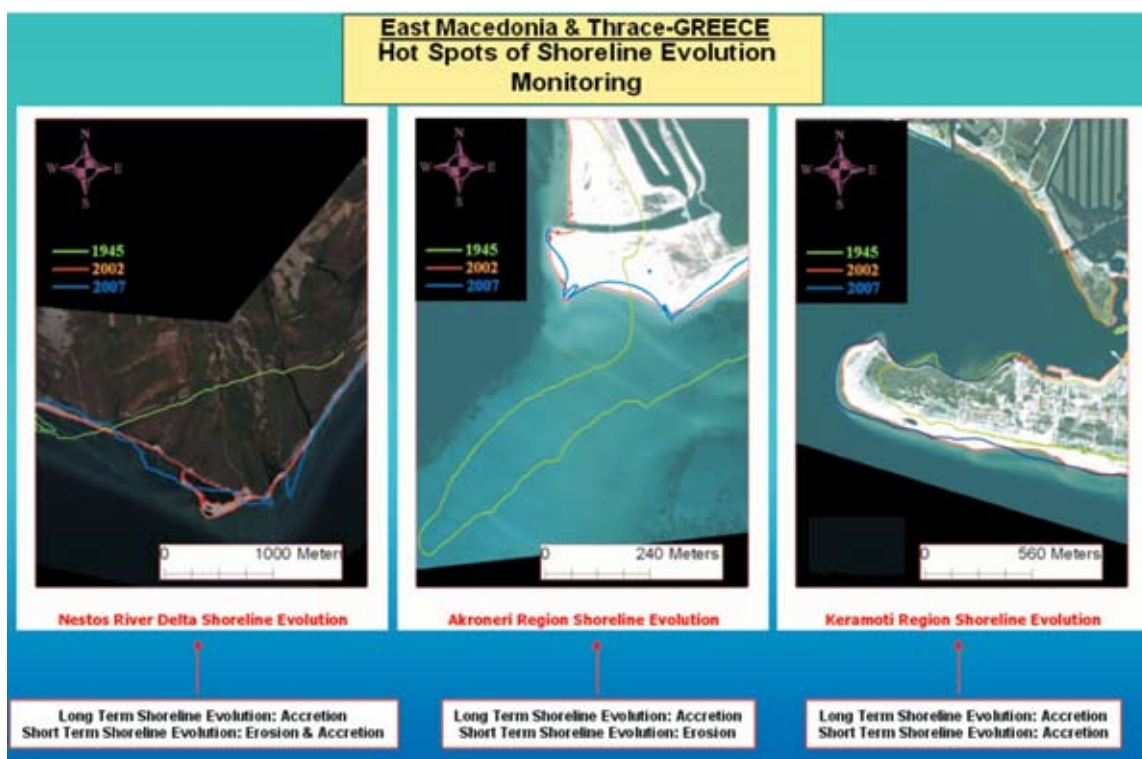 East Macedonia & Thrace-GREECE
Hot Spots of Shoreline Evolution
Monitoring
N
W E
S
1945
2002
2007
0 1000 Meters
Nestos River Delta Shoreline Evolution
Long Term Shoreline Evolution: Accretion
Short Term Shoreline Evolution: Erosion & Accretion
N
W E
S
1945
2002
2007
0 240 Meters
Akroneri Region Shoreline Evolution
Long Term Shoreline Evolution: Accretion
Short Term Shoreline Evolution: Erosion
N
W E
S
1945
2002
2007
0 560 Meters
Keramoti Region Shoreline Evolution
Long Term Shoreline Evolution: Accretion
Short Term Shoreline Evolution: Accretion